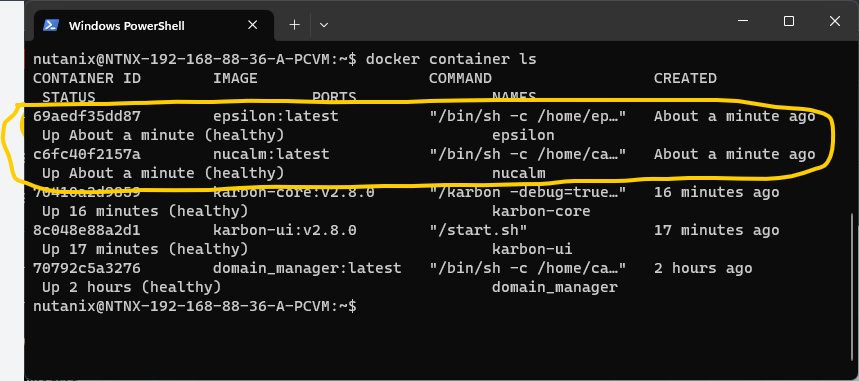 Windows PowerShell
nutanix@NTNX-192-168-88-36-A-PCVM:~$ docker container ls
CONTAINER ID IMAGE COMMAND CREATED
STATUS PORTS NAMES
69aedf35dd87 epsilon:latest "/bin/sh -c /home/ep…" About a minute ago
Up About a minute (healthy) epsilon
c6fc40f2157a nucalm:latest "/bin/sh -c /home/ca…" About a minute ago
Up About a minute (healthy) nucalm
70410a2d9859 karbon-core:v2.8.0 "/karbon -debug=true…" 16 minutes ago
Up 16 minutes (healthy) karbon-core
8c048e88a2d1 karbon-ui:v2.8.0 "/start.sh" 17 minutes ago
Up 17 minutes (healthy) karbon-ui
70792c5a3276 domain_manager:latest "/bin/sh -c /home/ca…" 2 hours ago
Up 2 hours (healthy) domain_manager
nutanix@NTNX-192-168-88-36-A-PCVM:~$